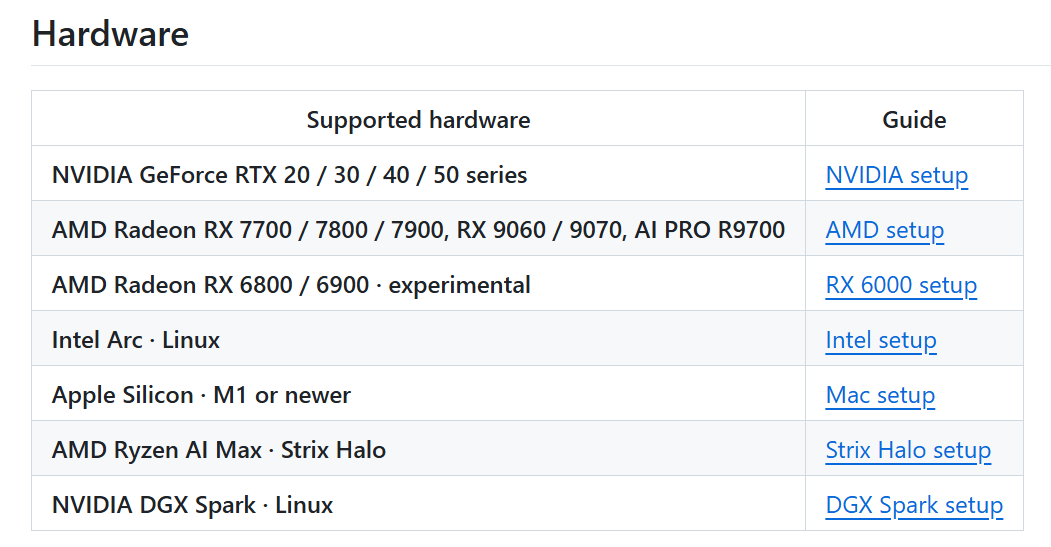 Hardware
Supported hardware Guide
NVIDIA GeForce RTX 20 / 30 / 40 / 50 series NVIDIA setup
AMD Radeon RX 7700 / 7800 / 7900, RX 9060 / 9070, AI PRO R9700 AMD setup
AMD Radeon RX 6800 / 6900 · experimental RX 6000 setup
Intel Arc · Linux Intel setup
Apple Silicon · M1 or newer Mac setup
AMD Ryzen AI Max · Strix Halo Strix Halo setup
NVIDIA DGX Spark · Linux DGX Spark setup